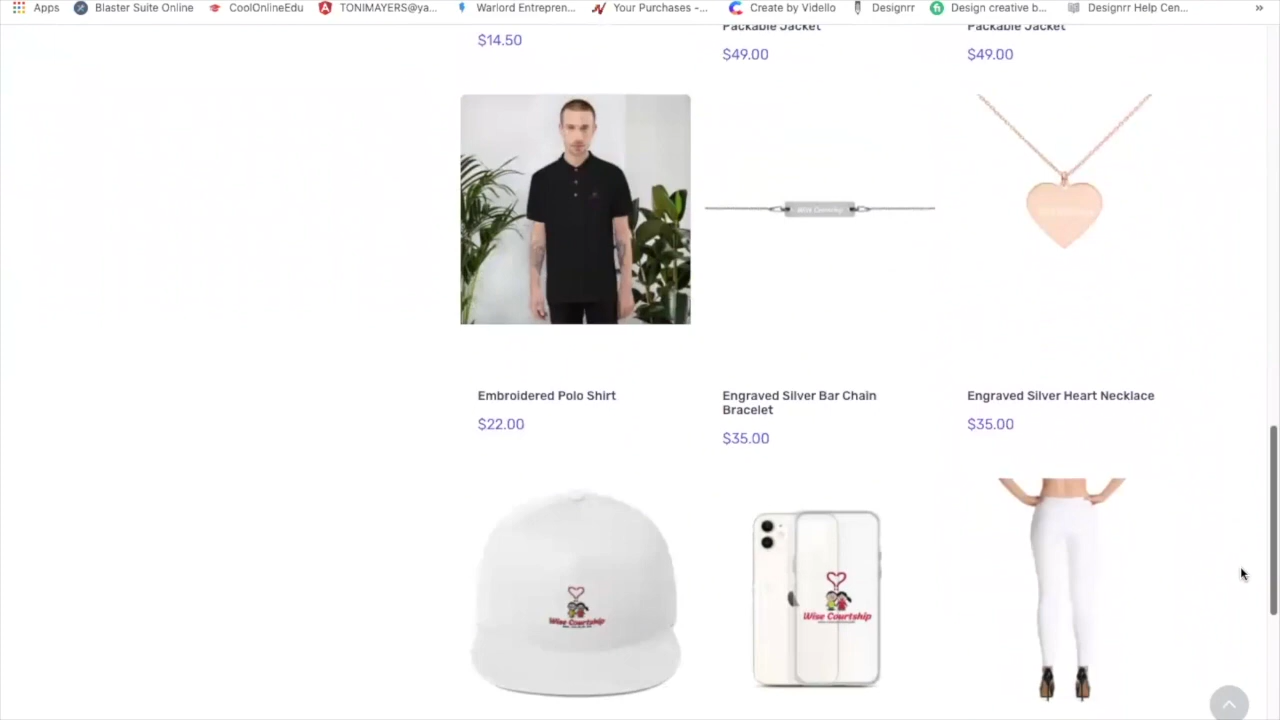 Apps
Blaster Suite Online
CoolOnlineEdu
TONIMAYERS@ya...
Warlord Entrepren...
Your Purchases -...
Create by Vidello
Designrr
Design creative b...
Designrr Help Cen...
»
$14.50
Packable Jacket
$49.00
Packable Jacket
$49.00
Embroidered Polo Shirt
$22.00
Engraved Silver Bar Chain
Bracelet
$35.00
Engraved Silver Heart Necklace
$35.00
Wise Courtship
Wise Courtship
Wise Courtship